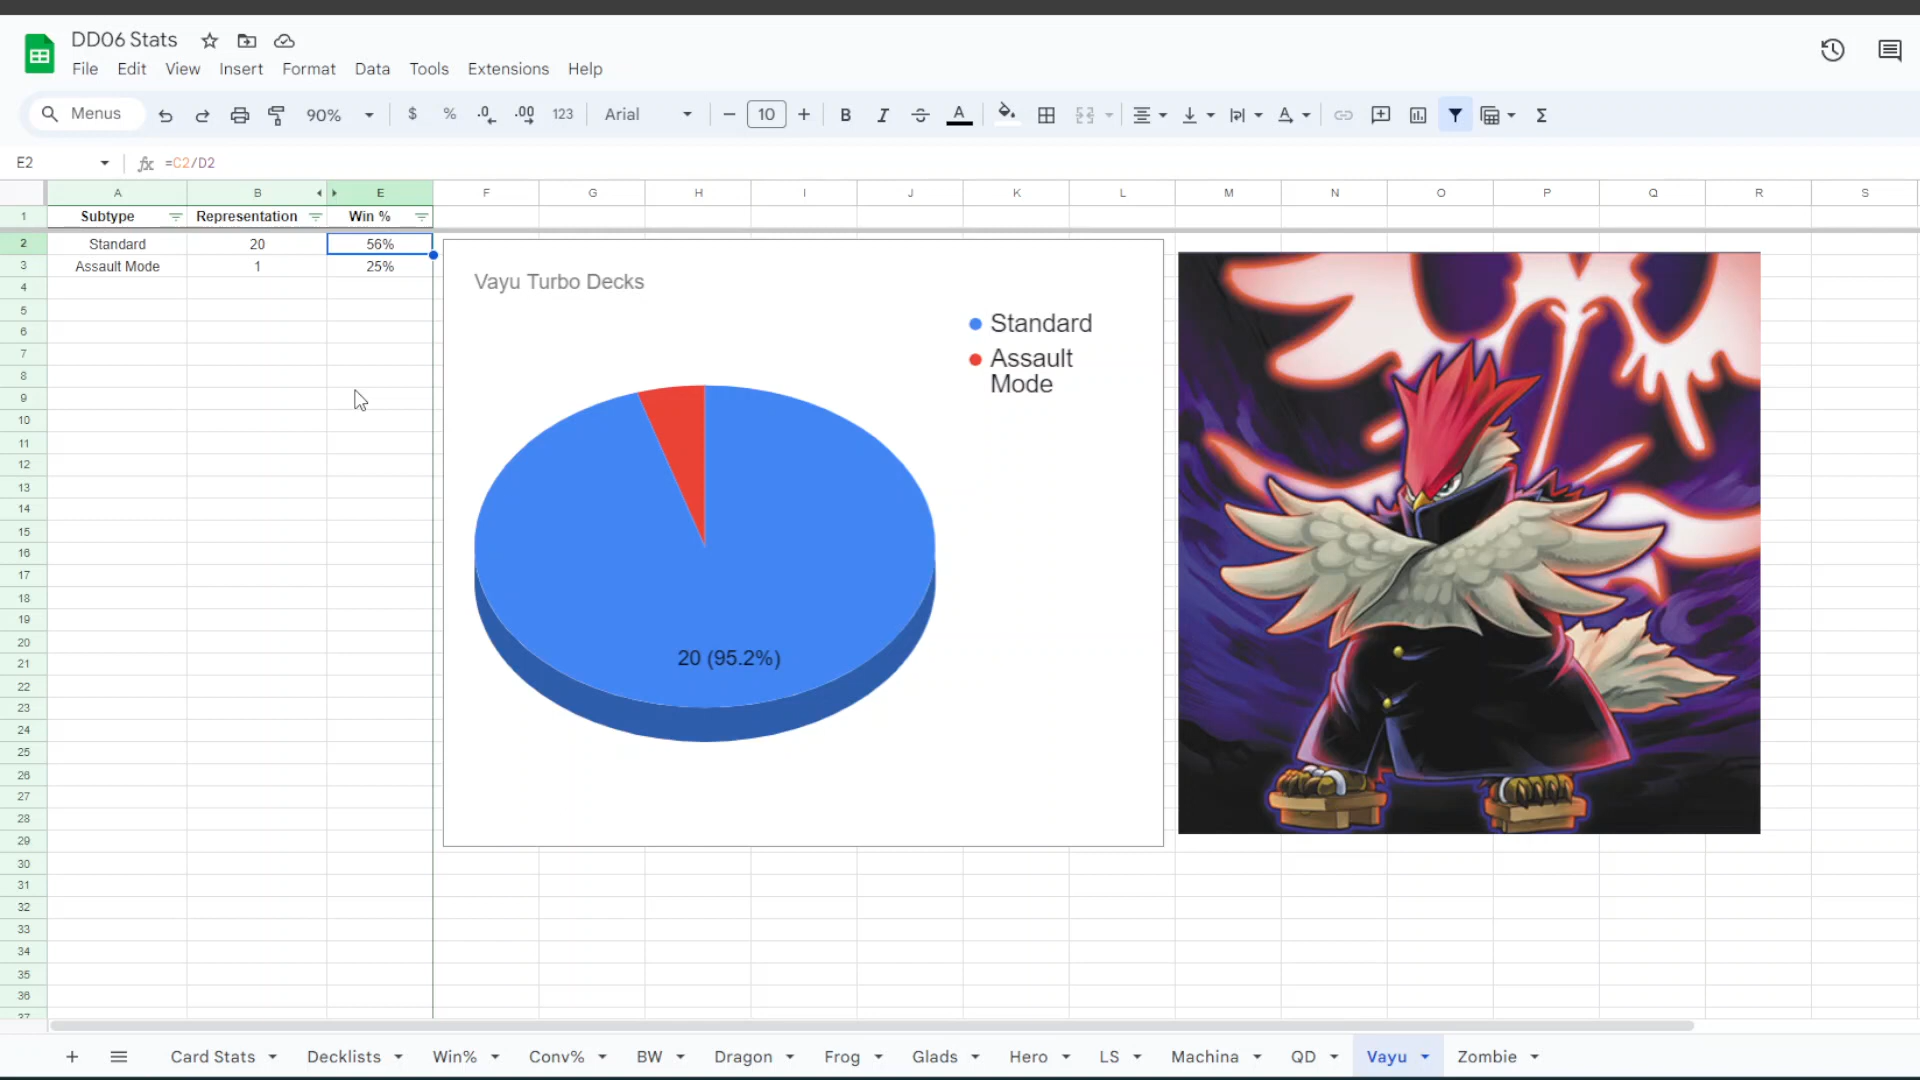 DD06 Stats
File Edit View Insert Format Data Tools Extensions Help
Menus 90% $ % .0 .00 123 Arial 10 B I A A Σ
E2 fx =C2/D2
A B E F G H I J K L M N O P Q R S
1 Subtype Representation Win %
2 Standard 20 56%
3 Assault Mode 1 25%
4
5
6
7
8
9
10
11
12
13
14
15
16
17
18
19
20
21
22
23
24
25
26
27
28
29
30
31
32
33
34
35
36
37
Vayu Turbo Decks
Standard
Assault
Mode
20 (95.2%)
Card Stats Decklists Win% Conv% BW Dragon Frog Glads Hero LS Machina QD Vayu Zombie